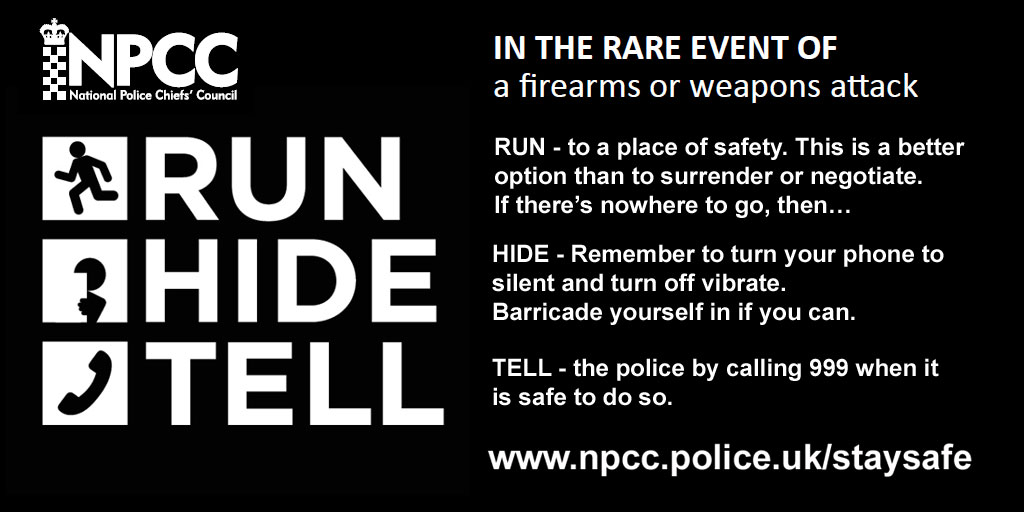 NPCC
National Police Chiefs' Council
RUN
HIDE
TELL
IN THE RARE EVENT OF
a firearms or weapons attack
RUN - to a place of safety. This is a better
option than to surrender or negotiate.
If there's nowhere to go, then...
HIDE - Remember to turn your phone to
silent and turn off vibrate.
Barricade yourself in if you can.
TELL - the police by calling 999 when it
is safe to do so.
www.npcc.police.uk/staysafe